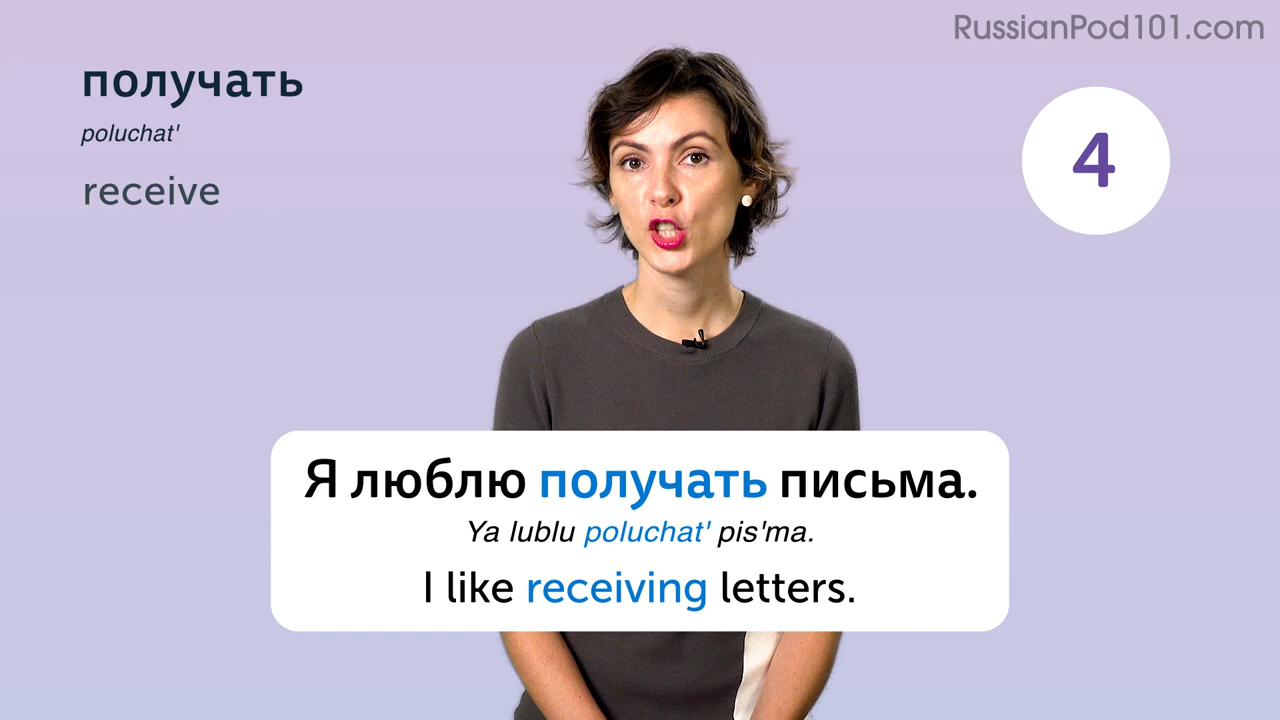 RussianPod101.com
получать
poluchat'
receive
4
Я люблю получать письма.
Ya lublu poluchat' pis'ma.
I like receiving letters.